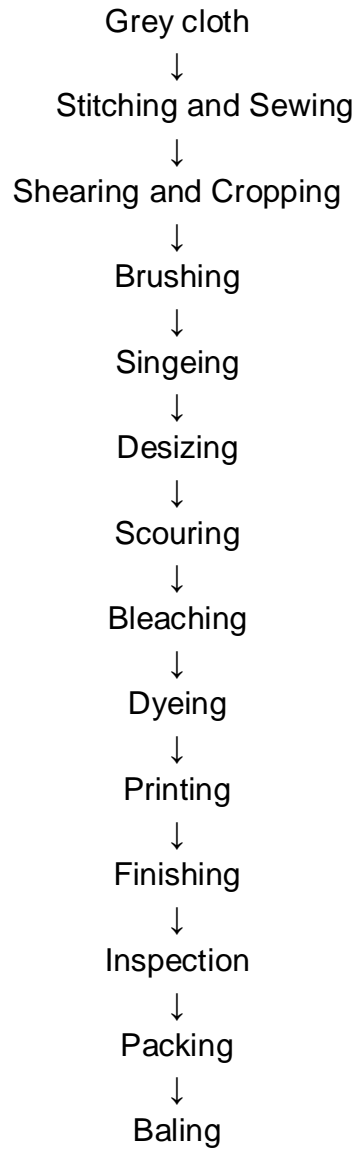 Grey cloth
↓
Stitching and Sewing
↓
Shearing and Cropping
↓
Brushing
↓
Singeing
↓
Desizing
↓
Scouring
↓
Bleaching
↓
Dyeing
↓
Printing
↓
Finishing
↓
Inspection
↓
Packing
↓
Baling